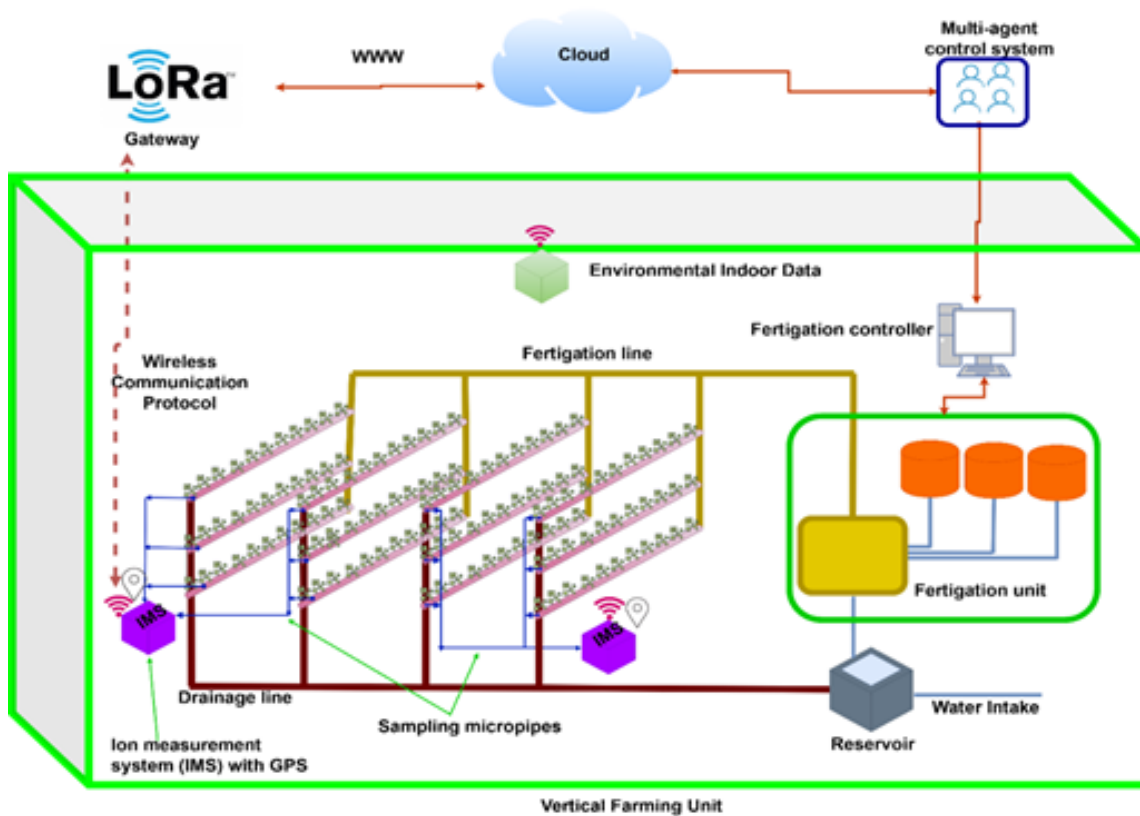 Multi-agent
control system
WWW
Cloud
LoRa™
Gateway
Environmental Indoor Data
Fertigation controller
Fertigation line
Wireless
Communication
Protocol
Fertigation unit
IMS
IMS
Drainage line
Sampling micropipes
Water Intake
Reservoir
Ion measurement
system (IMS) with GPS
Vertical Farming Unit